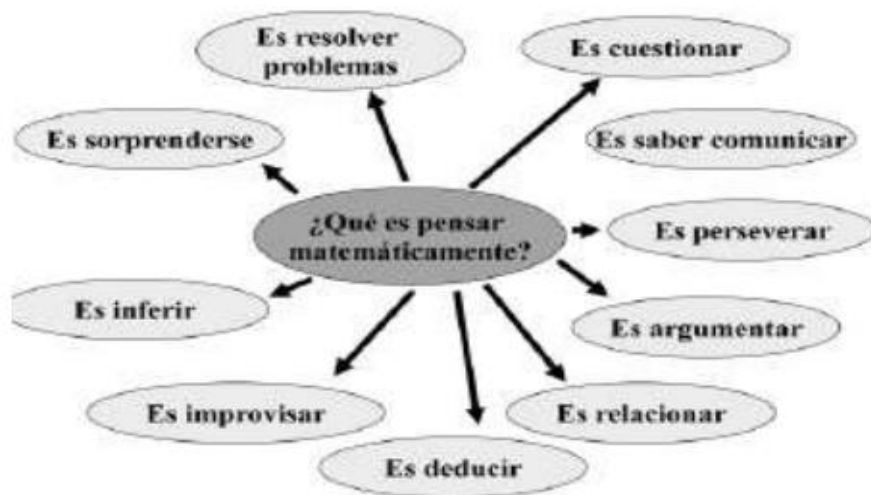 Es resolver
problemas
Es cuestionar
Es sorprenderse
Es saber comunicar
¿Qué es pensar
matemáticamente?
Es perseverar
Es inferir
Es argumentar
Es improvisar
Es relacionar
Es deducir